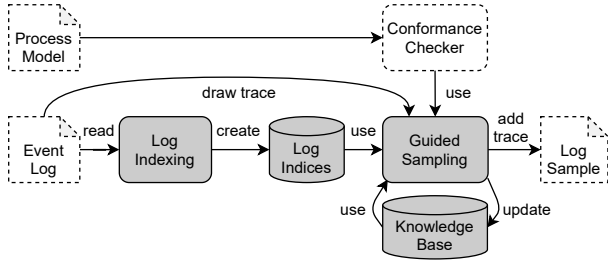 Process
Model
Conformance
Checker
draw trace
use
Event
Log
read
Log
Indexing
create
Log
Indices
use
Guided
Sampling
add
trace
Log
Sample
use
Knowledge
Base
update